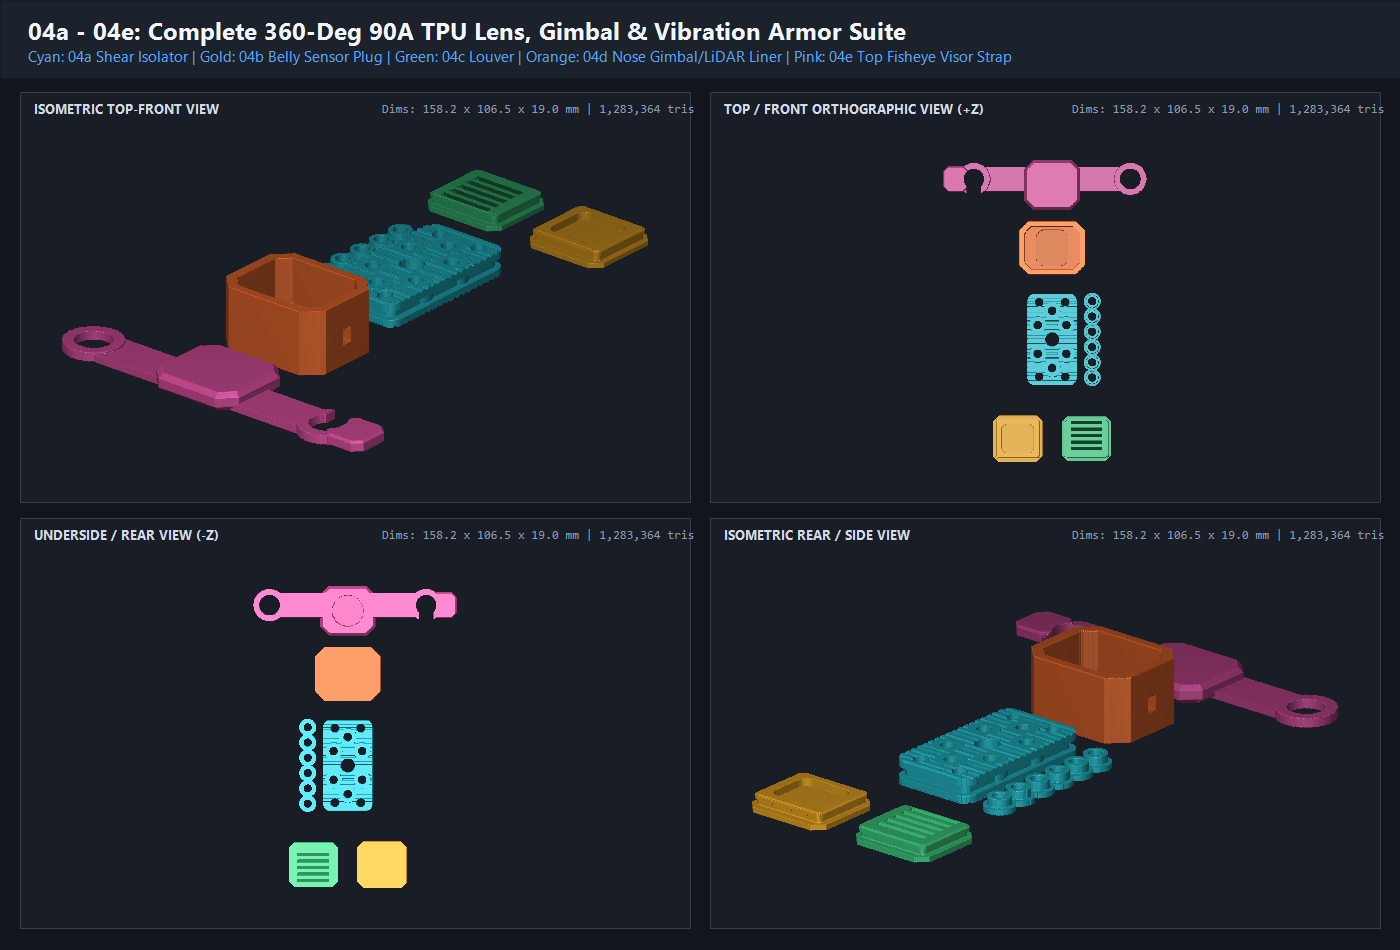 04a - 04e: Complete 360-Deg 90A TPU Lens, Gimbal & Vibration Armor Suite
Cyan: 04a Shear Isolator | Gold: 04b Belly Sensor Plug | Green: 04c Louver | Orange: 04d Nose Gimbal/LiDAR Liner | Pink: 04e Top Fisheye Visor Strap
ISOMETRIC TOP-FRONT VIEW
Dims: 158.2 x 106.5 x 19.0 mm | 1,283,364 tris
TOP / FRONT ORTHOGRAPHIC VIEW (+Z)
Dims: 158.2 x 106.5 x 19.0 mm | 1,283,364 tris
UNDERSIDE / REAR VIEW (-Z)
Dims: 158.2 x 106.5 x 19.0 mm | 1,283,364 tris
ISOMETRIC REAR / SIDE VIEW
Dims: 158.2 x 106.5 x 19.0 mm | 1,283,364 tris